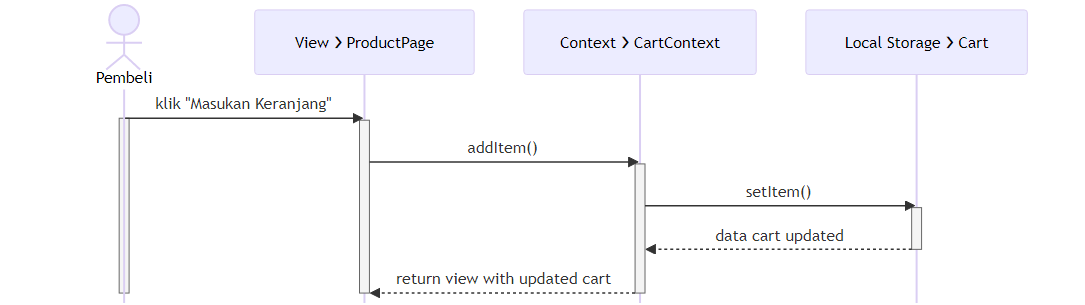 View > ProductPage
Context > CartContext
Local Storage > Cart
Pembeli
klik "Masukan Keranjang"
addItem()
setItem()
data cart updated
return view with updated cart